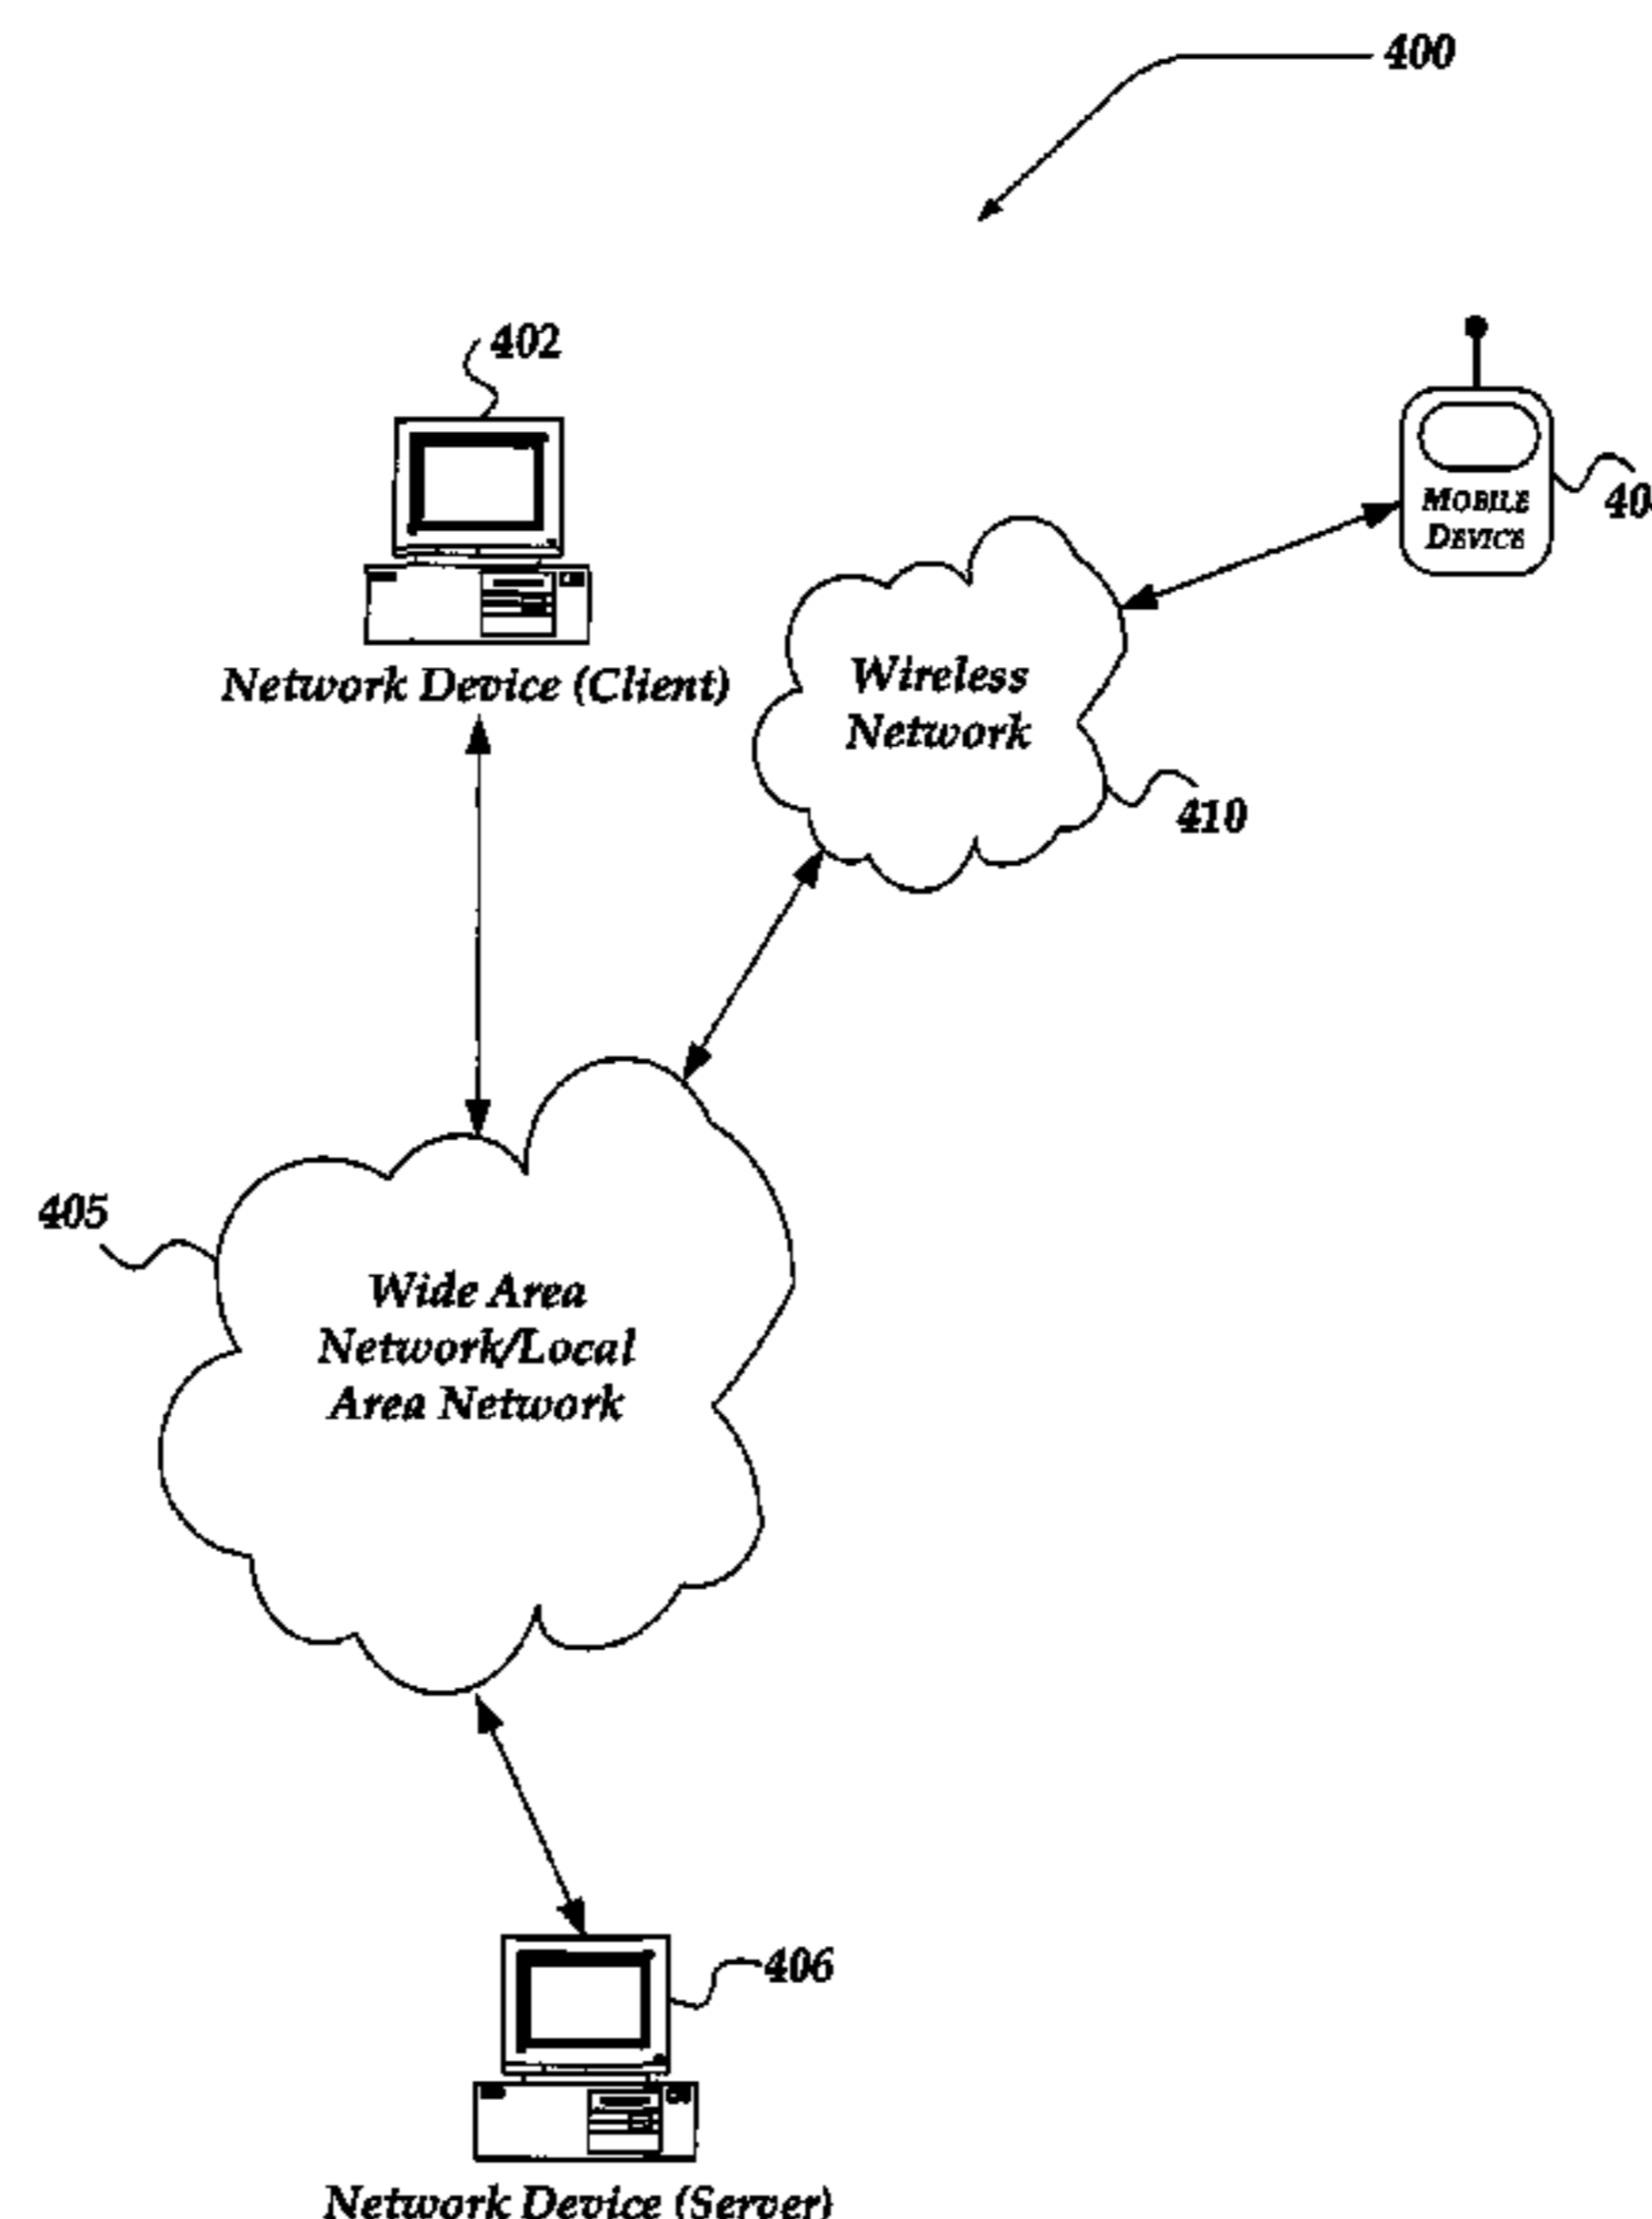 400
402
MOBILE
DEVICE
Network Device (Client)
Wireless
Network
410
405
Wide Area
Network/Local
Area Network
406
Network Device (Server)